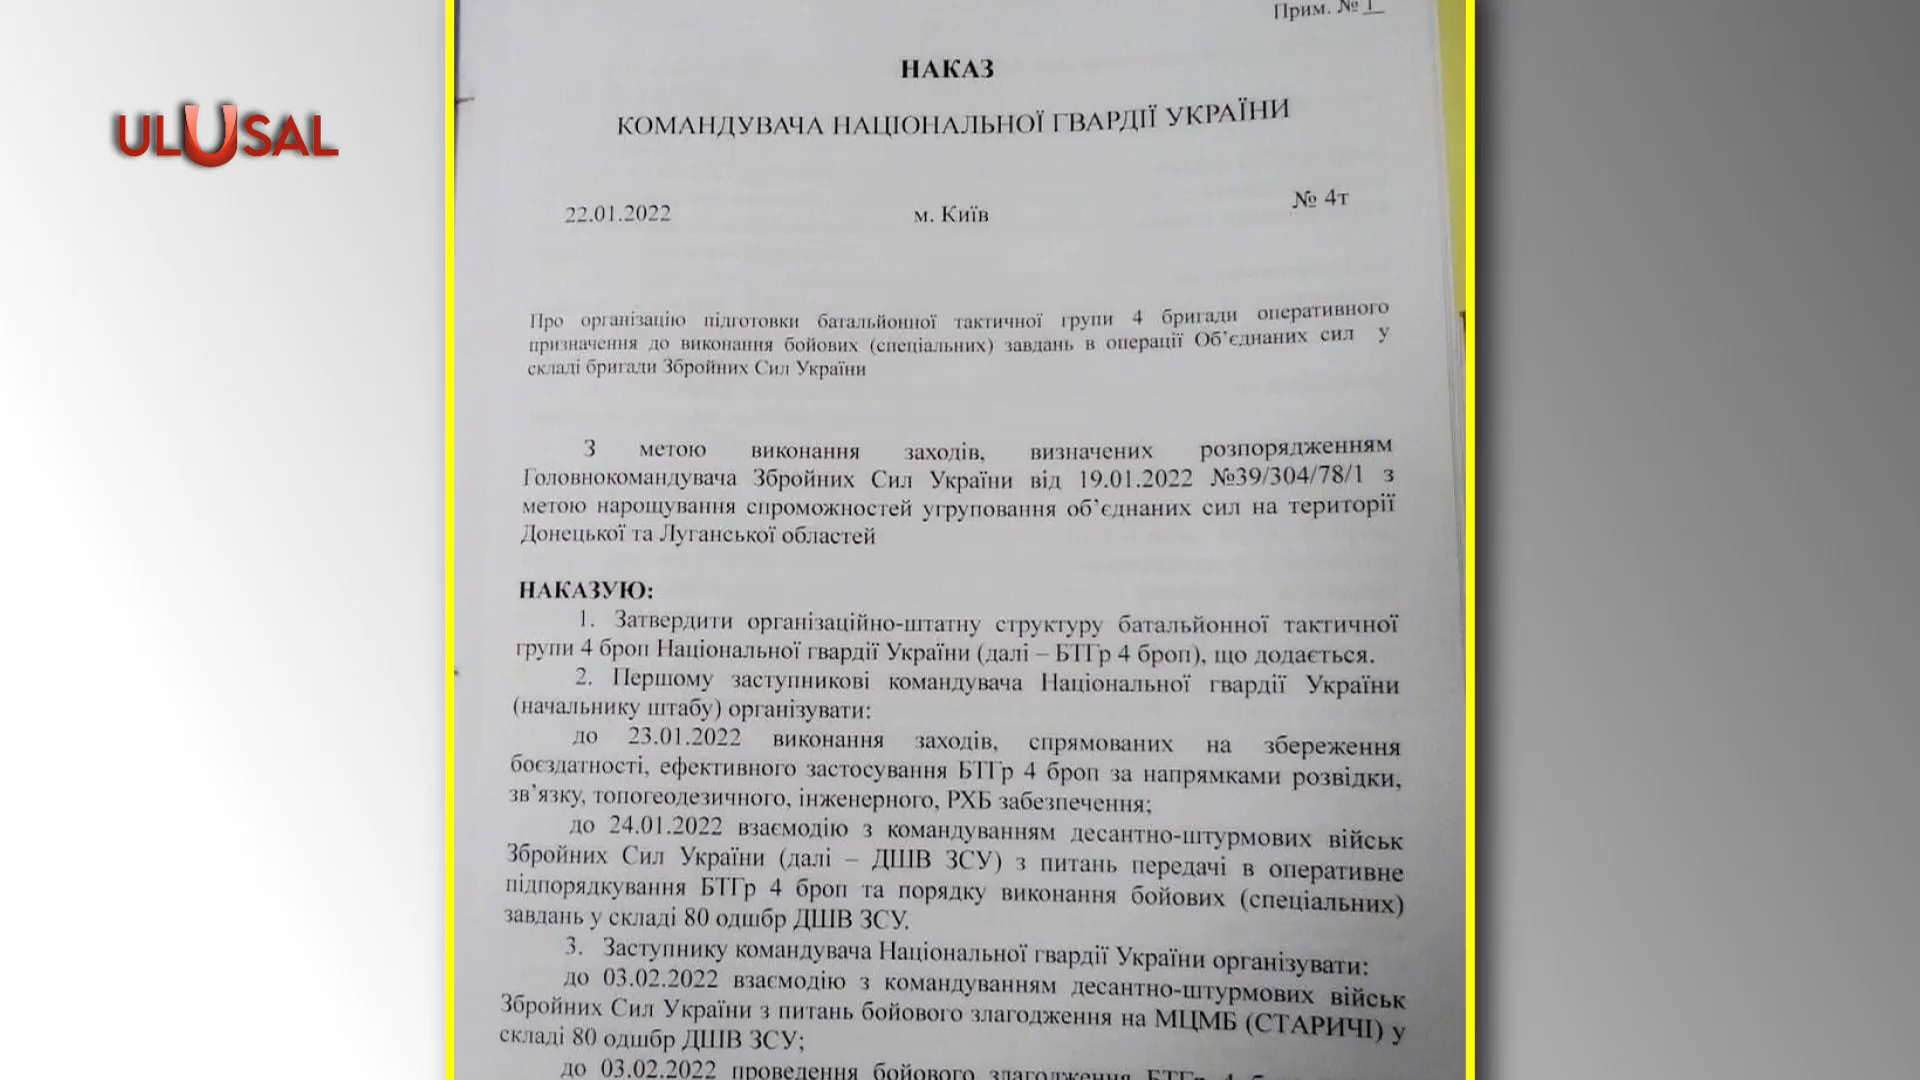 Прим. № 1
НАКАЗ
ULUSAL
КОМАНДУВАЧА НАЦІОНАЛЬНОЇ ГВАРДІЇ УКРАЇНИ
22.01.2022 м. Київ № 4т
Про організацію підготовки батальйонної тактичної групи 4 бригади оперативного
призначення до виконання бойових (спеціальних) завдань в операції Об’єднаних сил у
складі бригади Збройних Сил України
З метою виконання заходів, визначених розпорядженням
Головнокомандувача Збройних Сил України від 19.01.2022 №39/304/78/1 з
метою нарощування спроможностей угруповання об’єднаних сил на території
Донецької та Луганської областей
НАКАЗУЮ:
1. Затвердити організаційно-штатну структуру батальйонної тактичної
групи 4 броп Національної гвардії України (далі – БТГр 4 броп), що додається.
2. Першому заступникові командувача Національної гвардії України
(начальнику штабу) організувати:
до 23.01.2022 виконання заходів, спрямованих на збереження
боєздатності, ефективного застосування БТГр 4 броп за напрямками розвідки,
зв’язку, топогеодезичного, інженерного, РХБ забезпечення;
до 24.01.2022 взаємодію з командуванням десантно-штурмових військ
Збройних Сил України (далі – ДШВ ЗСУ) з питань передачі в оперативне
підпорядкування БТГр 4 броп та порядку виконання бойових (спеціальних)
завдань у складі 80 одшбр ДШВ ЗСУ.
3. Заступнику командувача Національної гвардії України організувати:
до 03.02.2022 взаємодію з командуванням десантно-штурмових військ
Збройних Сил України з питань бойового злагодження на МЦМБ (СТАРИЧІ) у
складі 80 одшбр ДШВ ЗСУ;
до 03.02.2022 проведення бойового злагодження БТГр 4